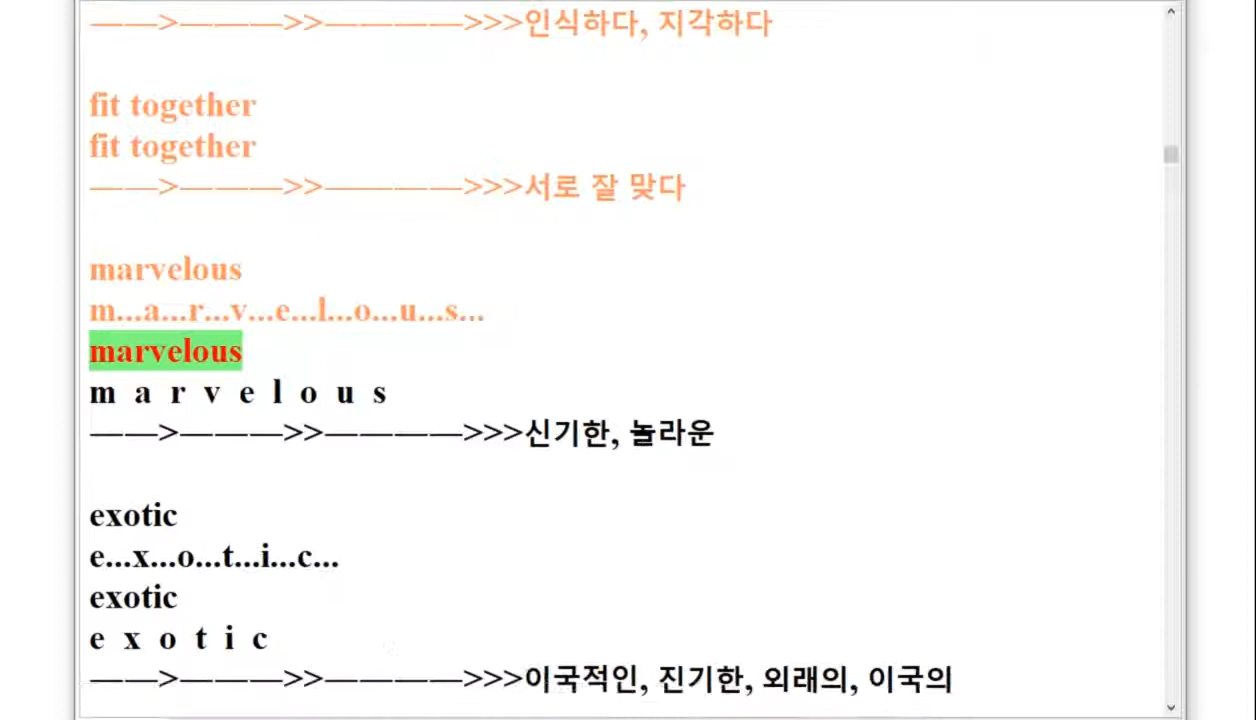 ——>———>>————>>>인식하다, 지각하다
fit together
fit together
——>———>>————>>>서로 잘 맞다
marvelous
m...a...r...v...e...l...o...u...s...
marvelous
m a r v e l o u s
——>———>>————>>>신기한, 놀라운
exotic
e...x...o...t...i...c...
exotic
e x o t i c
——>———>>————>>>이국적인, 진기한, 외래의, 이국의